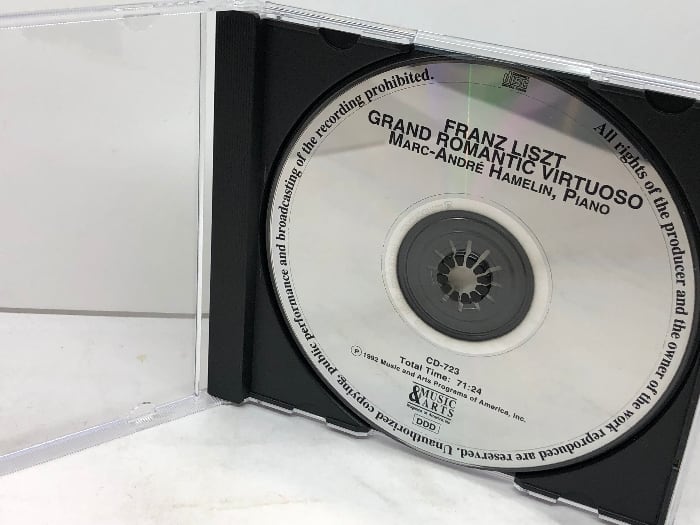 FRANZ LISZT
GRAND ROMANTIC VIRTUOSO
MARC-ANDRÉ HAMELIN, PIANO
CD-723
Total Time: 71:24
Ⓟ 1992 Music and Arts Programs of America, Inc.
MUSIC
& ARTS
DDD
All rights of the producer and the owner of the work reproduced are reserved. Unauthorized copying, public performance and broadcasting of the recording prohibited.